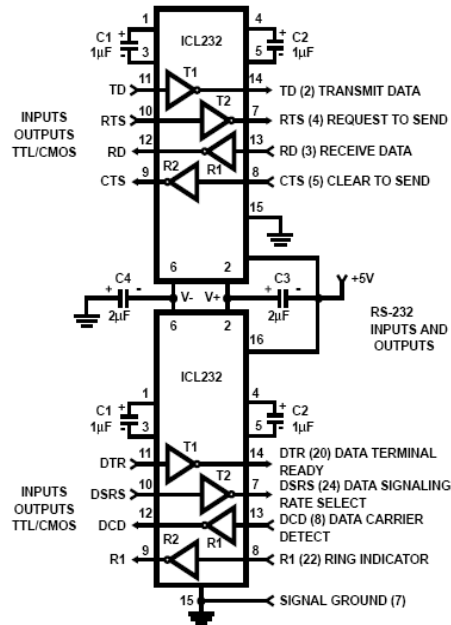 1 4
C1 + ICL232 + C2
1μF - 3 5 - 1μF
11 T1 14
TD TD (2) TRANSMIT DATA
10 T2 7
INPUTS RTS RTS (4) REQUEST TO SEND
OUTPUTS 12 13
TTL/CMOS RD RD (3) RECEIVE DATA
9 R2 R1 8
CTS CTS (5) CLEAR TO SEND
15
C4 6 2 C3 +5V
+ - V- V+ + -
2μF 6 2 2μF RS-232
INPUTS AND
16 OUTPUTS
ICL232
1 4
C1 + + C2
1μF - 3 5 - 1μF
11 T1 14
DTR DTR (20) DATA TERMINAL
READY
10 T2 7
INPUTS DSRS DSRS (24) DATA SIGNALING
RATE SELECT
OUTPUTS 12 13
TTL/CMOS DCD DCD (8) DATA CARRIER
DETECT
9 R2 R1 8
R1 R1 (22) RING INDICATOR
15 SIGNAL GROUND (7)